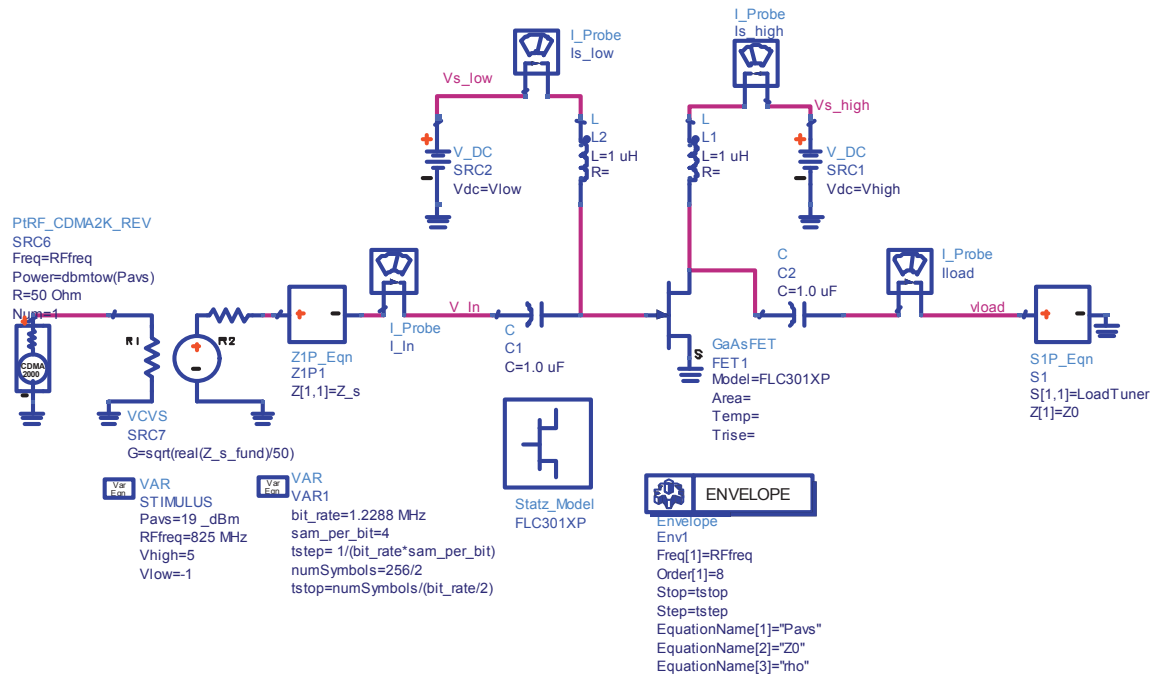 I_Probe
Is_low
Vs_low
V_DC
SRC2
Vdc=Vlow
L
L2
L=1 uH
R=
I_Probe
Is_high
Vs_high
L
L1
L=1 uH
R=
V_DC
SRC1
Vdc=Vhigh
PtRF_CDMA2K_REV
SRC6
Freq=RFfreq
Power=dbmtow(Pavs)
R=50 Ohm
Num=1
CDMA
2000
R1
R2
VCVS
SRC7
G=sqrt(real(Z_s_fund)/50)
Z1P_Eqn
Z1P1
Z[1,1]=Z_s
I_Probe
I_In
V_In
C
C1
C=1.0 uF
S
GaAsFET
FET1
Model=FLC301XP
Area=
Temp=
Trise=
C
C2
C=1.0 uF
I_Probe
Iload
vload
S1P_Eqn
S1
S[1,1]=LoadTuner
Z[1]=Z0
Var
Eqn
VAR
STIMULUS
Pavs=19 _dBm
RFfreq=825 MHz
Vhigh=5
Vlow=-1
Var
Eqn
VAR
VAR1
bit_rate=1.2288 MHz
sam_per_bit=4
tstep= 1/(bit_rate*sam_per_bit)
numSymbols=256/2
tstop=numSymbols/(bit_rate/2)
Statz_Model
FLC301XP
ENVELOPE
Envelope
Env1
Freq[1]=RFfreq
Order[1]=8
Stop=tstop
Step=tstep
EquationName[1]="Pavs"
EquationName[2]="Z0"
EquationName[3]="rho"